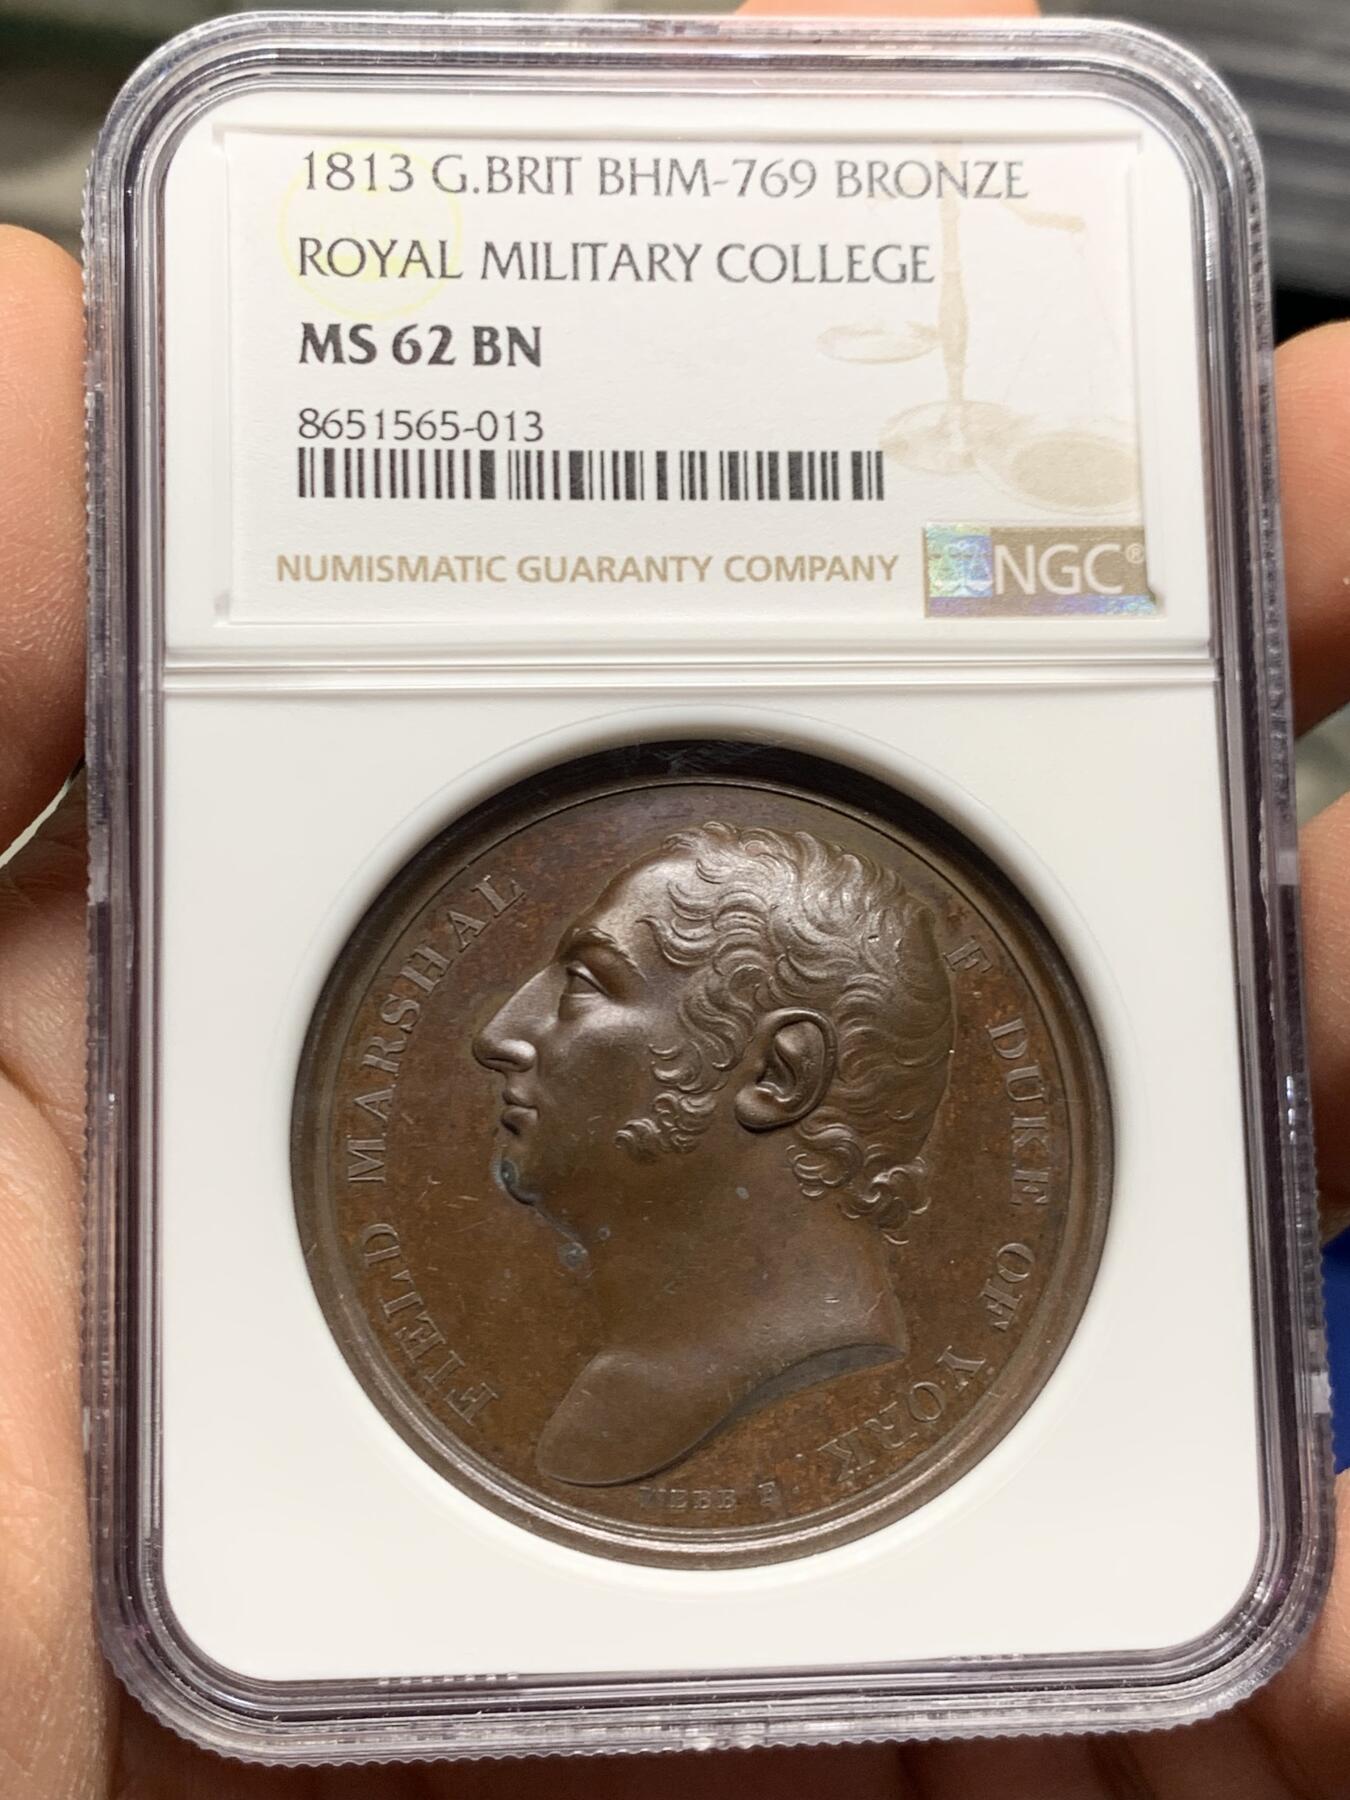 1813 G.BRIT BHM-769 BRONZE
ROYAL MILITARY COLLEGE
MS 62 BN
8651565-013
NUMISMATIC GUARANTY COMPANY
NGC®
FIELD MARSHAL
F DUKE OF YORK.
WEBB F.